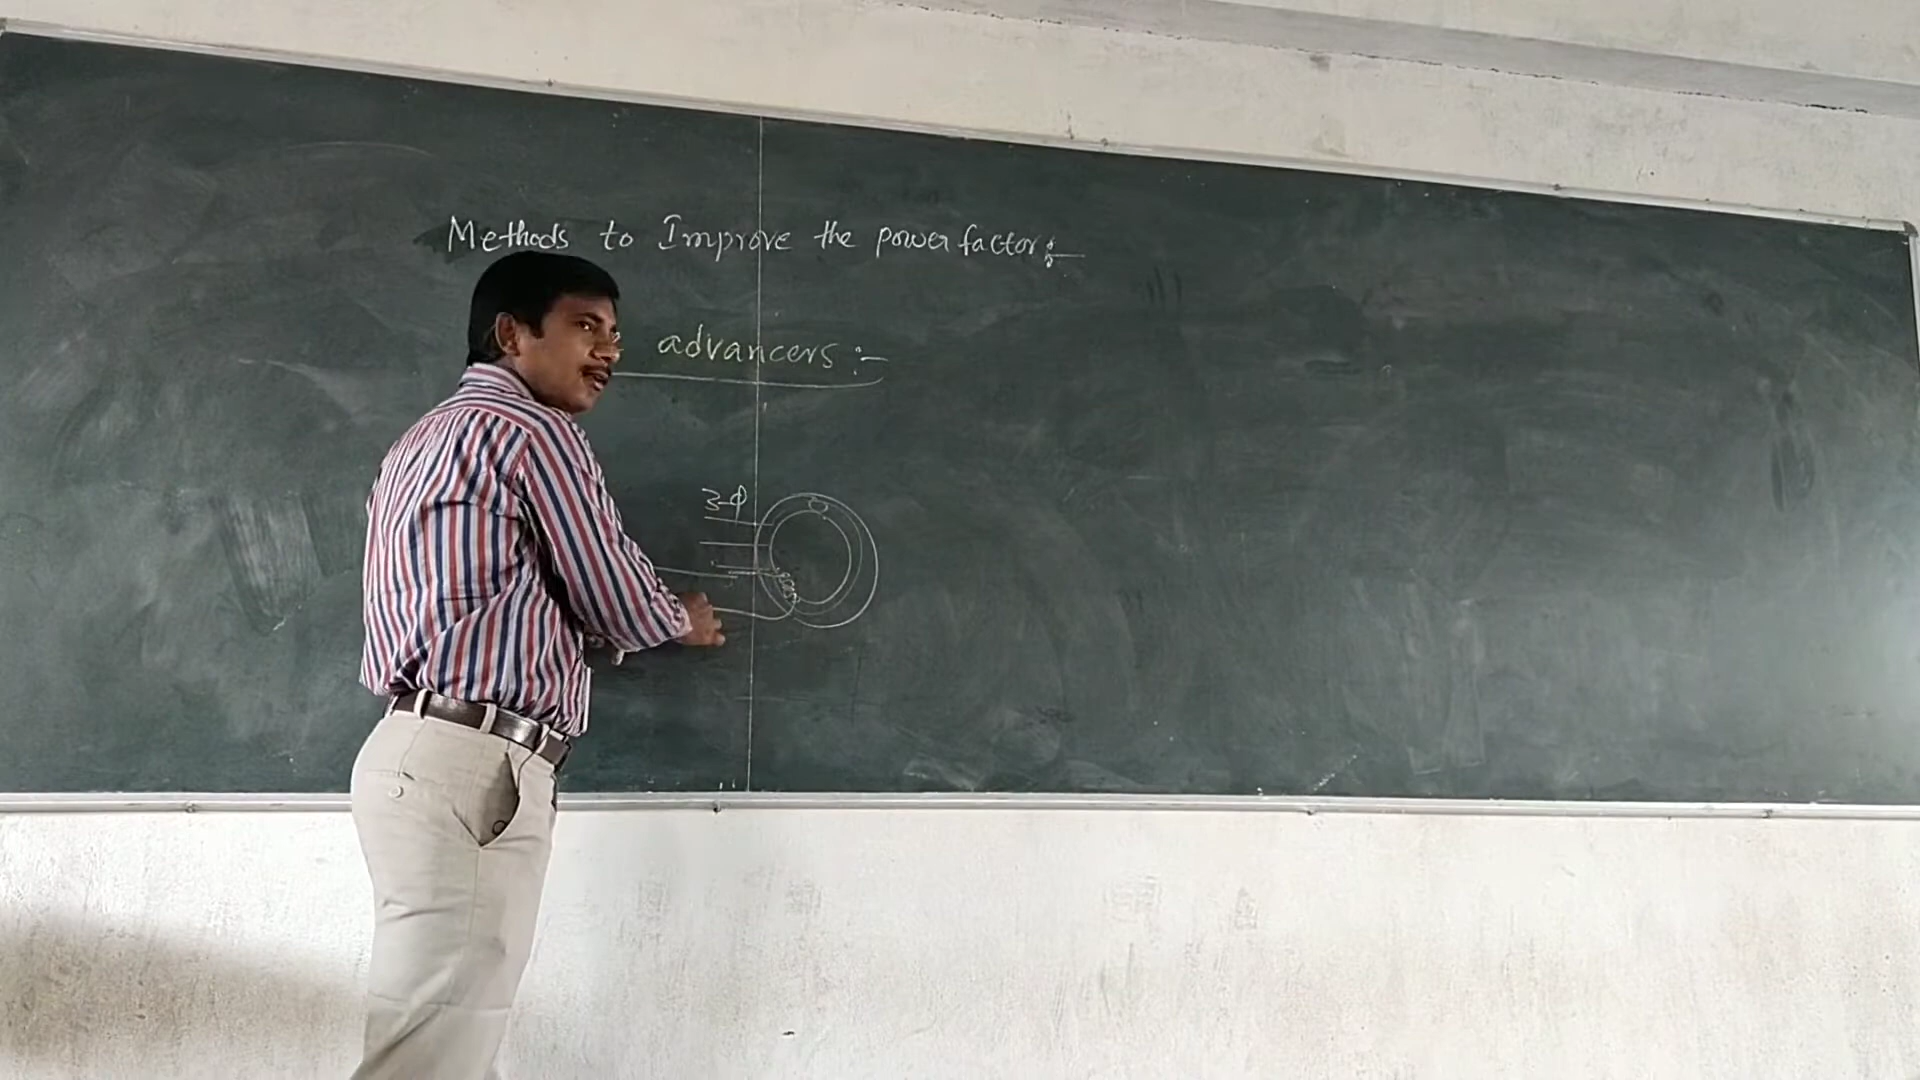 Methods to Improve the power factor:-
advancers :-
3-Φ